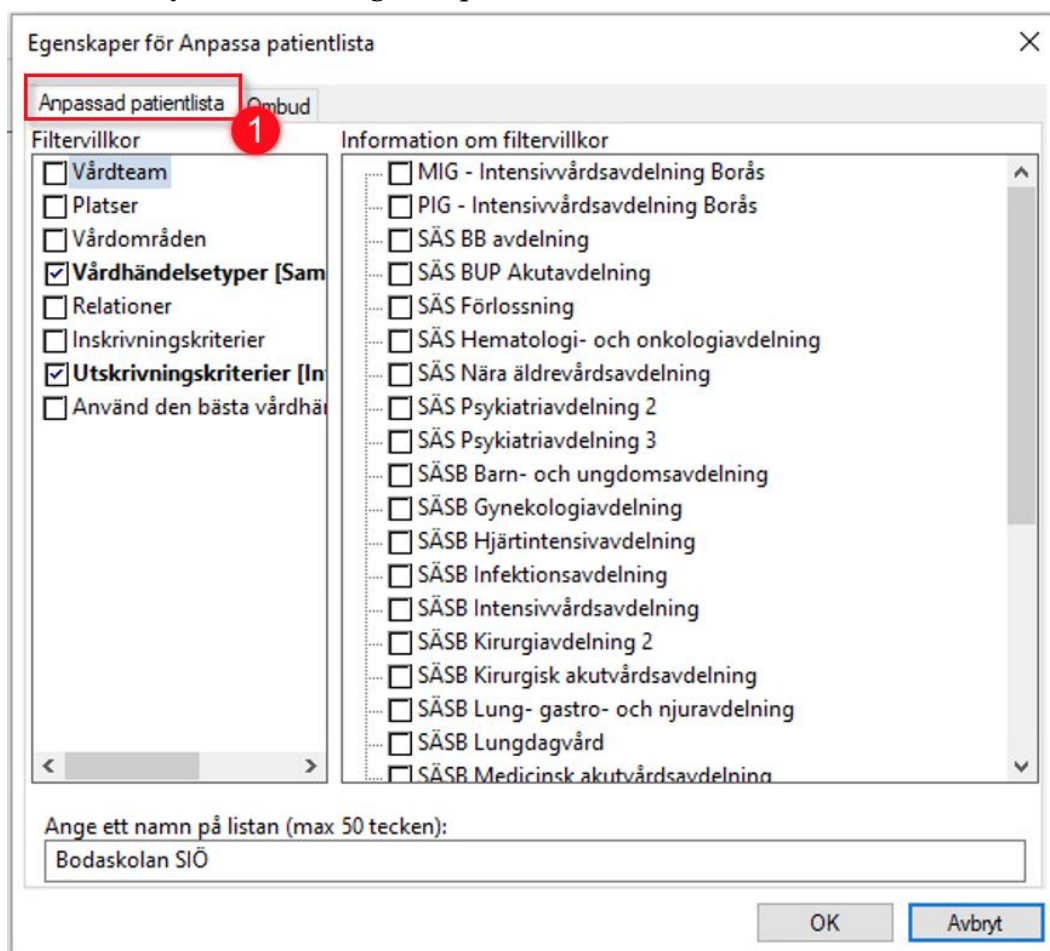 Egenskaper för Anpassa patientlista
Anpassad patientlista Ombud
1
Filtervillkor
Vårdteam
Platser
Vårdområden
Vårdhändelsetyper [Sam
Relationer
Inskrivningskriterier
Utskrivningskriterier [In
Använd den bästa vårdhä
Information om filtervillkor
MIG - Intensivvårdsavdelning Borås
PIG - Intensivvårdsavdelning Borås
SÄS BB avdelning
SÄS BUP Akutavdelning
SÄS Förlossning
SÄS Hematologi- och onkologiavdelning
SÄS Nära äldrevårdsavdelning
SÄS Psykiatriavdelning 2
SÄS Psykiatriavdelning 3
SÄSB Barn- och ungdomsavdelning
SÄSB Gynekologiavdelning
SÄSB Hjärtintensivavdelning
SÄSB Infektionsavdelning
SÄSB Intensivvårdsavdelning
SÄSB Kirurgiavdelning 2
SÄSB Kirurgisk akutvårdsavdelning
SÄSB Lung- gastro- och njuravdelning
SÄSB Lungdagvård
SÄSB Medicinsk akutvårdsavdelning
Ange ett namn på listan (max 50 tecken):
Bodaskolan SIÖ
OK Avbryt